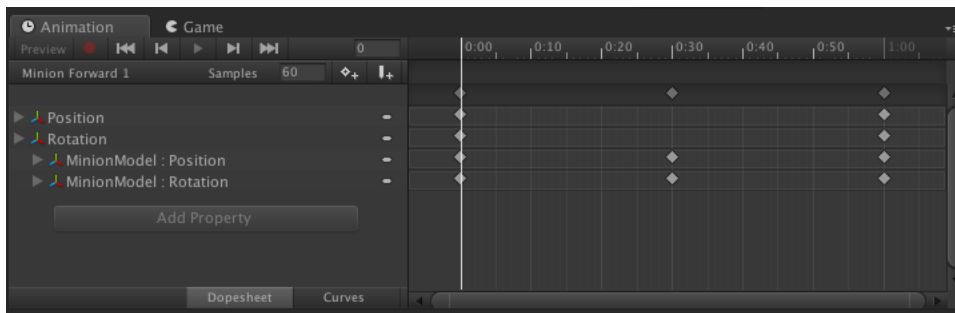 Animation Game
Preview 0 0:00 0:10 0:20 0:30 0:40 0:50 1:00
Minion Forward 1 Samples 60
Position
Rotation
MinionModel : Position
MinionModel : Rotation
Add Property
Dopesheet Curves